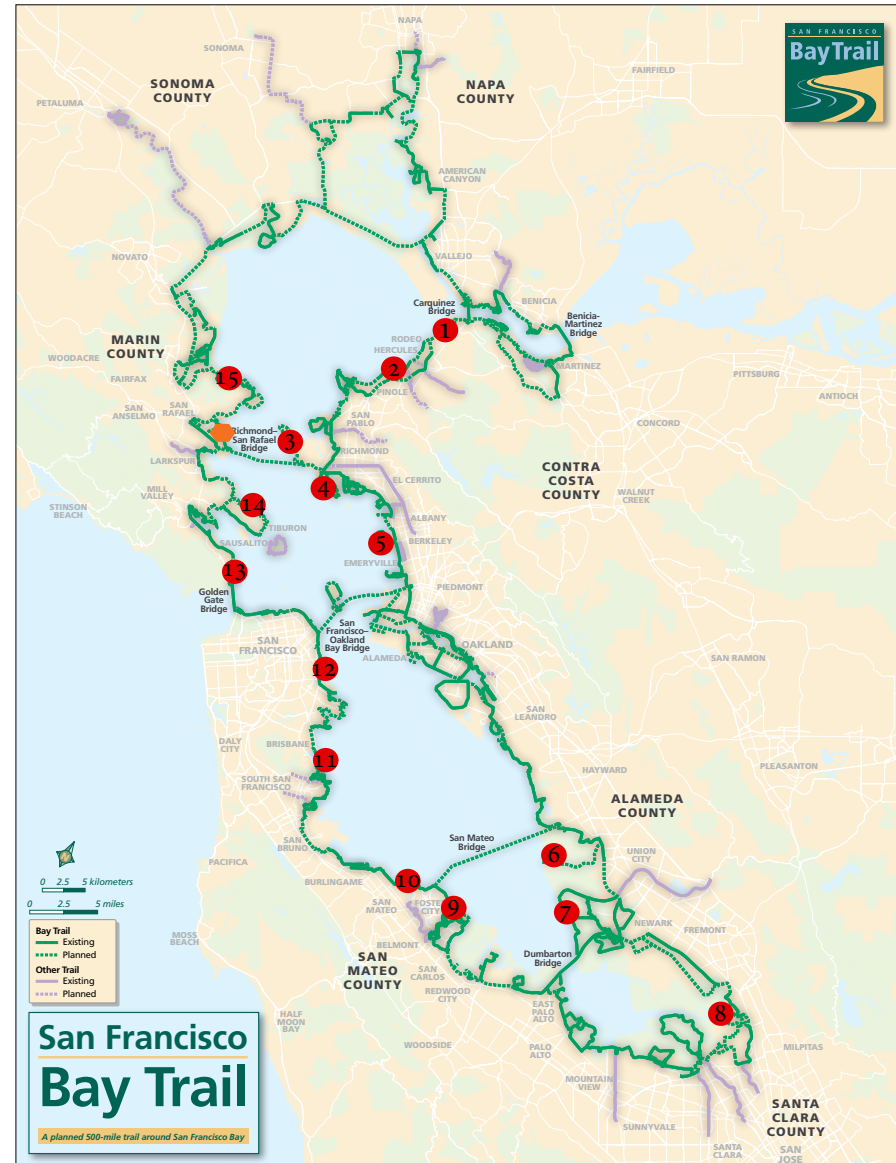 NAPA
SAN FRANCISCO
Bay Trail
SONOMA
SONOMA
COUNTY
NAPA
COUNTY
FAIRFIELD
PETALUMA
AMERICAN
CANYON
NOVATO
VALLEJO
BENICIA
Carquinez
Bridge
Benicia-
Martinez
Bridge
1
MARIN
COUNTY
RODEO
HERCULES
WOODACRE
2
MARTINEZ
FAIRFAX
15
PINOLE
PITTSBURG
ANTIOCH
SAN
ANSELMO
SAN
RAFAEL
SAN
PABLO
CONCORD
Richmond–
San Rafael
Bridge
3
RICHMOND
LARKSPUR
CONTRA
COSTA
COUNTY
MILL
VALLEY
4
EL CERRITO
WALNUT
CREEK
STINSON
BEACH
14
ALBANY
TIBURON
SAUSALITO
5
BERKELEY
EMERYVILLE
13
PIEDMONT
Golden
Gate
Bridge
San
Francisco–
Oakland
Bay Bridge
SAN
FRANCISCO
OAKLAND
ALAMEDA
SAN RAMON
12
SAN
LEANDRO
DALY
CITY
BRISBANE
11
HAYWARD
PLEASANTON
SOUTH SAN
FRANCISCO
ALAMEDA
COUNTY
SAN
BRUNO
San Mateo
Bridge
6
UNION
CITY
PACIFICA
N
0 2.5 5 kilometers
0 2.5 5 miles
BURLINGAME
10
SAN
MATEO
FOSTER
CITY
9
7
NEWARK
FREMONT
MOSS
BEACH
BELMONT
Dumbarton
Bridge
SAN
MATEO
COUNTY
SAN
CARLOS
REDWOOD
CITY
Bay Trail
Existing
Planned
Other Trail
Existing
Planned
EAST
PALO
ALTO
8
HALF
MOON
BAY
WOODSIDE
PALO
ALTO
MILPITAS
MOUNTAIN
VIEW
San Francisco
Bay Trail
A planned 500-mile trail around San Francisco Bay
SANTA
CLARA
COUNTY
SUNNYVALE
SANTA
CLARA
SAN
JOSE